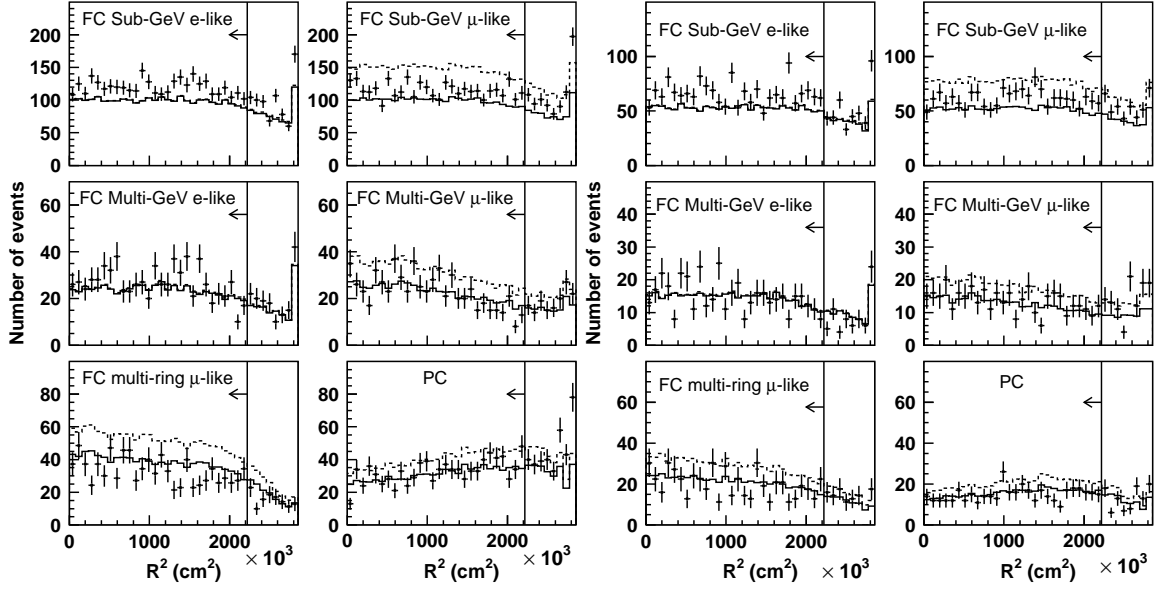 FC Sub-GeV e-like
200
150
100
50
0
FC Sub-GeV μ-like
200
150
100
50
0
FC Multi-GeV e-like
60
40
20
0
FC Multi-GeV μ-like
60
40
20
0
FC multi-ring μ-like
80
60
40
20
0
PC
80
60
40
20
0
Number of events
0 1000 2000
× 10³
R² (cm²)
0 1000 2000
× 10³
R² (cm²)
FC Sub-GeV e-like
100
50
0
FC Sub-GeV μ-like
100
50
0
FC Multi-GeV e-like
40
30
20
10
0
FC Multi-GeV μ-like
40
30
20
10
0
FC multi-ring μ-like
60
40
20
0
PC
60
40
20
0
Number of events
0 1000 2000
× 10³
R² (cm²)
0 1000 2000
× 10³
R² (cm²)